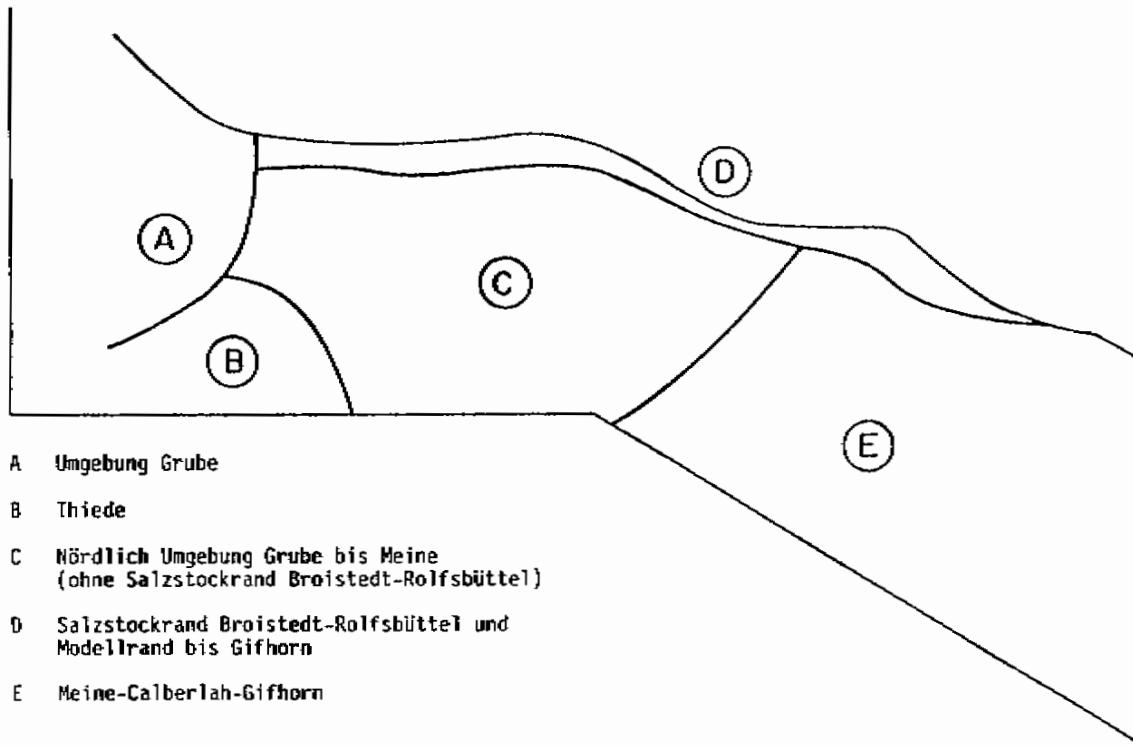 D
A
C
B
E
A Umgebung Grube
B Thiede
C Nördlich Umgebung Grube bis Meine
(ohne Salzstockrand Broistedt-Rolfsbüttel)
D Salzstockrand Broistedt-Rolfsbüttel und
Modellrand bis Gifhorn
E Meine-Calberlah-Gifhorn